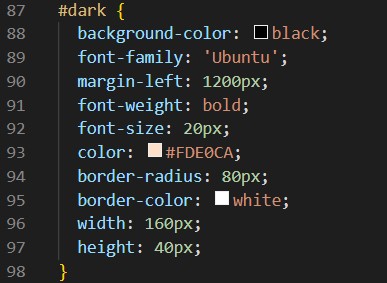 87 #dark {
88 background-color: black;
89 font-family: 'Ubuntu';
90 margin-left: 1200px;
91 font-weight: bold;
92 font-size: 20px;
93 color: #FDE0CA;
94 border-radius: 80px;
95 border-color: white;
96 width: 160px;
97 height: 40px;
98 }